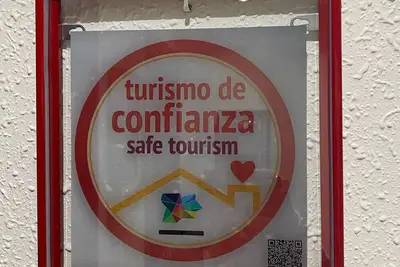 turismo de
confianza
safe tourism